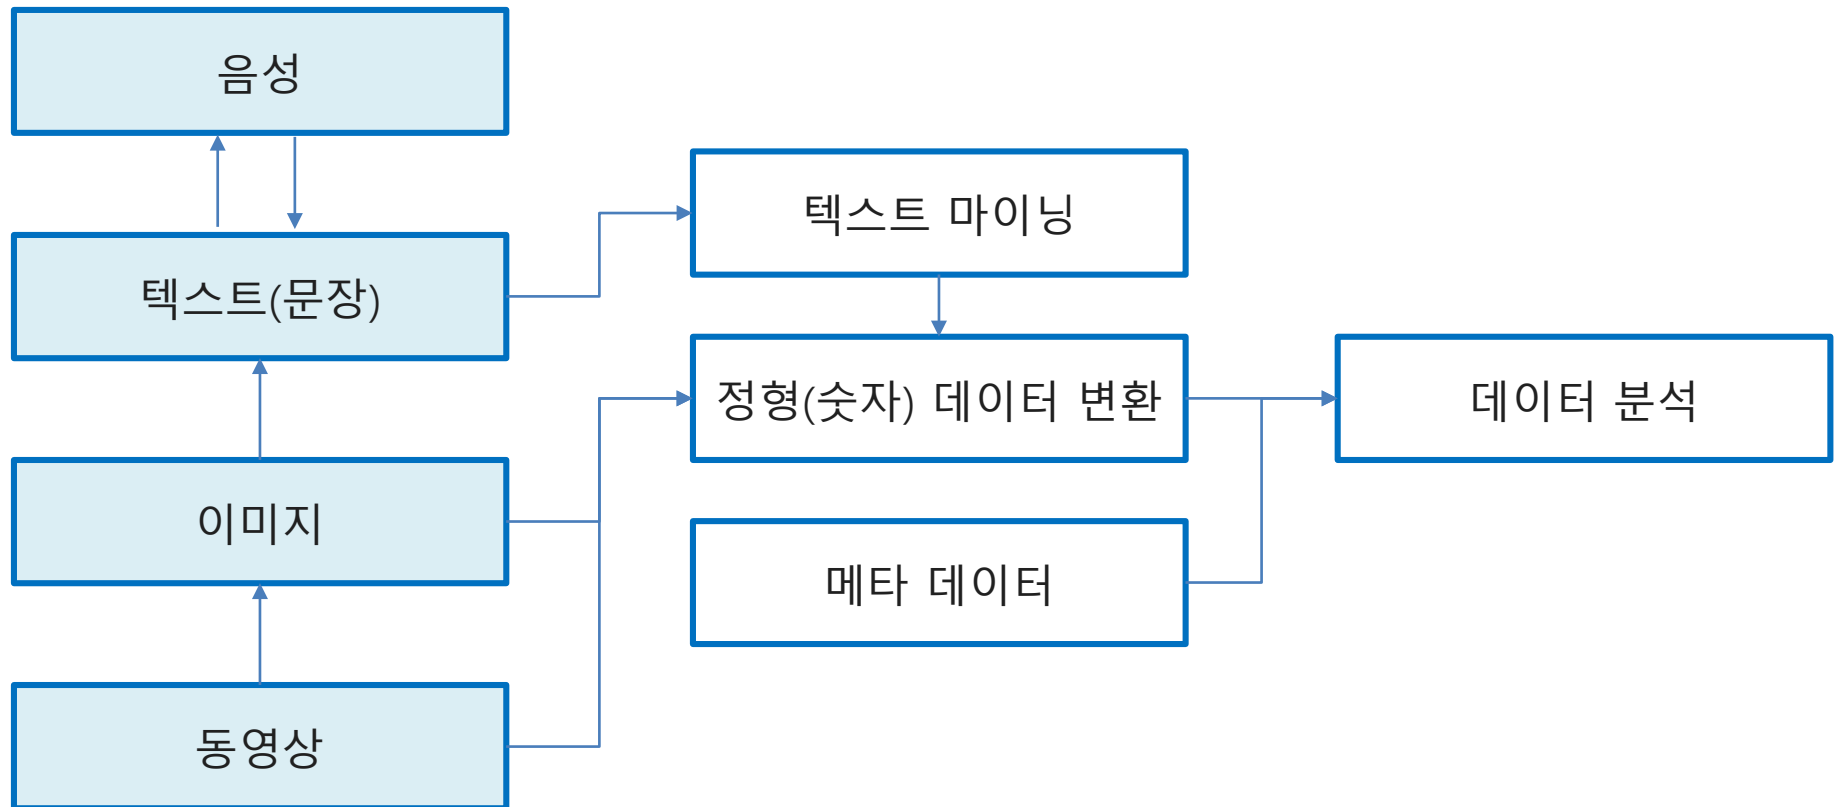 음성
텍스트(문장)
이미지
동영상
텍스트 마이닝
정형(숫자) 데이터 변환
메타 데이터
데이터 분석